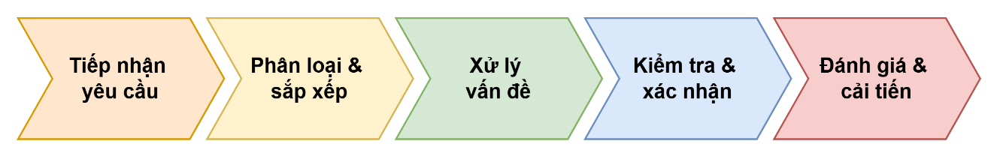 Tiếp nhận
yêu cầu
Phân loại &
sắp xếp
Xử lý
vấn đề
Kiểm tra &
xác nhận
Đánh giá &
cải tiến